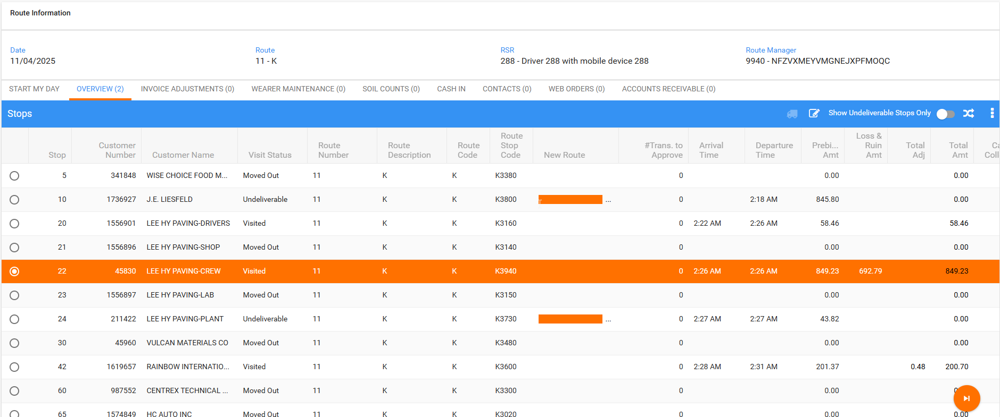 Route Information
Date Route RSR Route Manager
11/04/2025 11 - K 288 - Driver 288 with mobile device 288 9940 - NFZVXMEYVMGNEJXPFMOQC
START MY DAY OVERVIEW (2) INVOICE ADJUSTMENTS (0) WEARER MAINTENANCE (0) SOIL COUNTS (0) CASH IN CONTACTS (0) WEB ORDERS (0) ACCOUNTS RECEIVABLE (0)
Stops Show Undeliverable Stops Only
Stop Customer Number Customer Name Visit Status Route Number Route Description Route Code Route Stop Code New Route #Trans. to Approve Arrival Time Departure Time Prebi... Amt Loss & Ruin Amt Total Adj Total Amt Ca Coll
5 341848 WISE CHOICE FOOD M... Moved Out 11 K K K3380 0 0.00 0.00
10 1736927 J.E. LIESFELD Undeliverable 11 K K K3800 ... 0 2:18 AM 845.80 0.00
20 1556901 LEE HY PAVING-DRIVERS Visited 11 K K K3160 0 2:22 AM 2:26 AM 58.46 58.46
21 1556896 LEE HY PAVING-SHOP Moved Out 11 K K K3140 0 0.00 0.00
22 45830 LEE HY PAVING-CREW Visited 11 K K K3940 0 2:26 AM 2:26 AM 849.23 692.79 849.23
23 1556897 LEE HY PAVING-LAB Moved Out 11 K K K3150 0 0.00 0.00
24 211422 LEE HY PAVING-PLANT Undeliverable 11 K K K3730 ... 0 2:27 AM 2:27 AM 43.82 0.00
30 45960 VULCAN MATERIALS CO Moved Out 11 K K K3480 0 0.00 0.00
42 1619657 RAINBOW INTERNATIO... Visited 11 K K K3600 0 2:28 AM 2:31 AM 201.37 0.48 200.70
60 987552 CENTREX TECHNICAL ... Moved Out 11 K K K3300 0 0.00
65 1574849 HC AUTO INC Moved Out 11 K K K3020 0 0.00 0.00